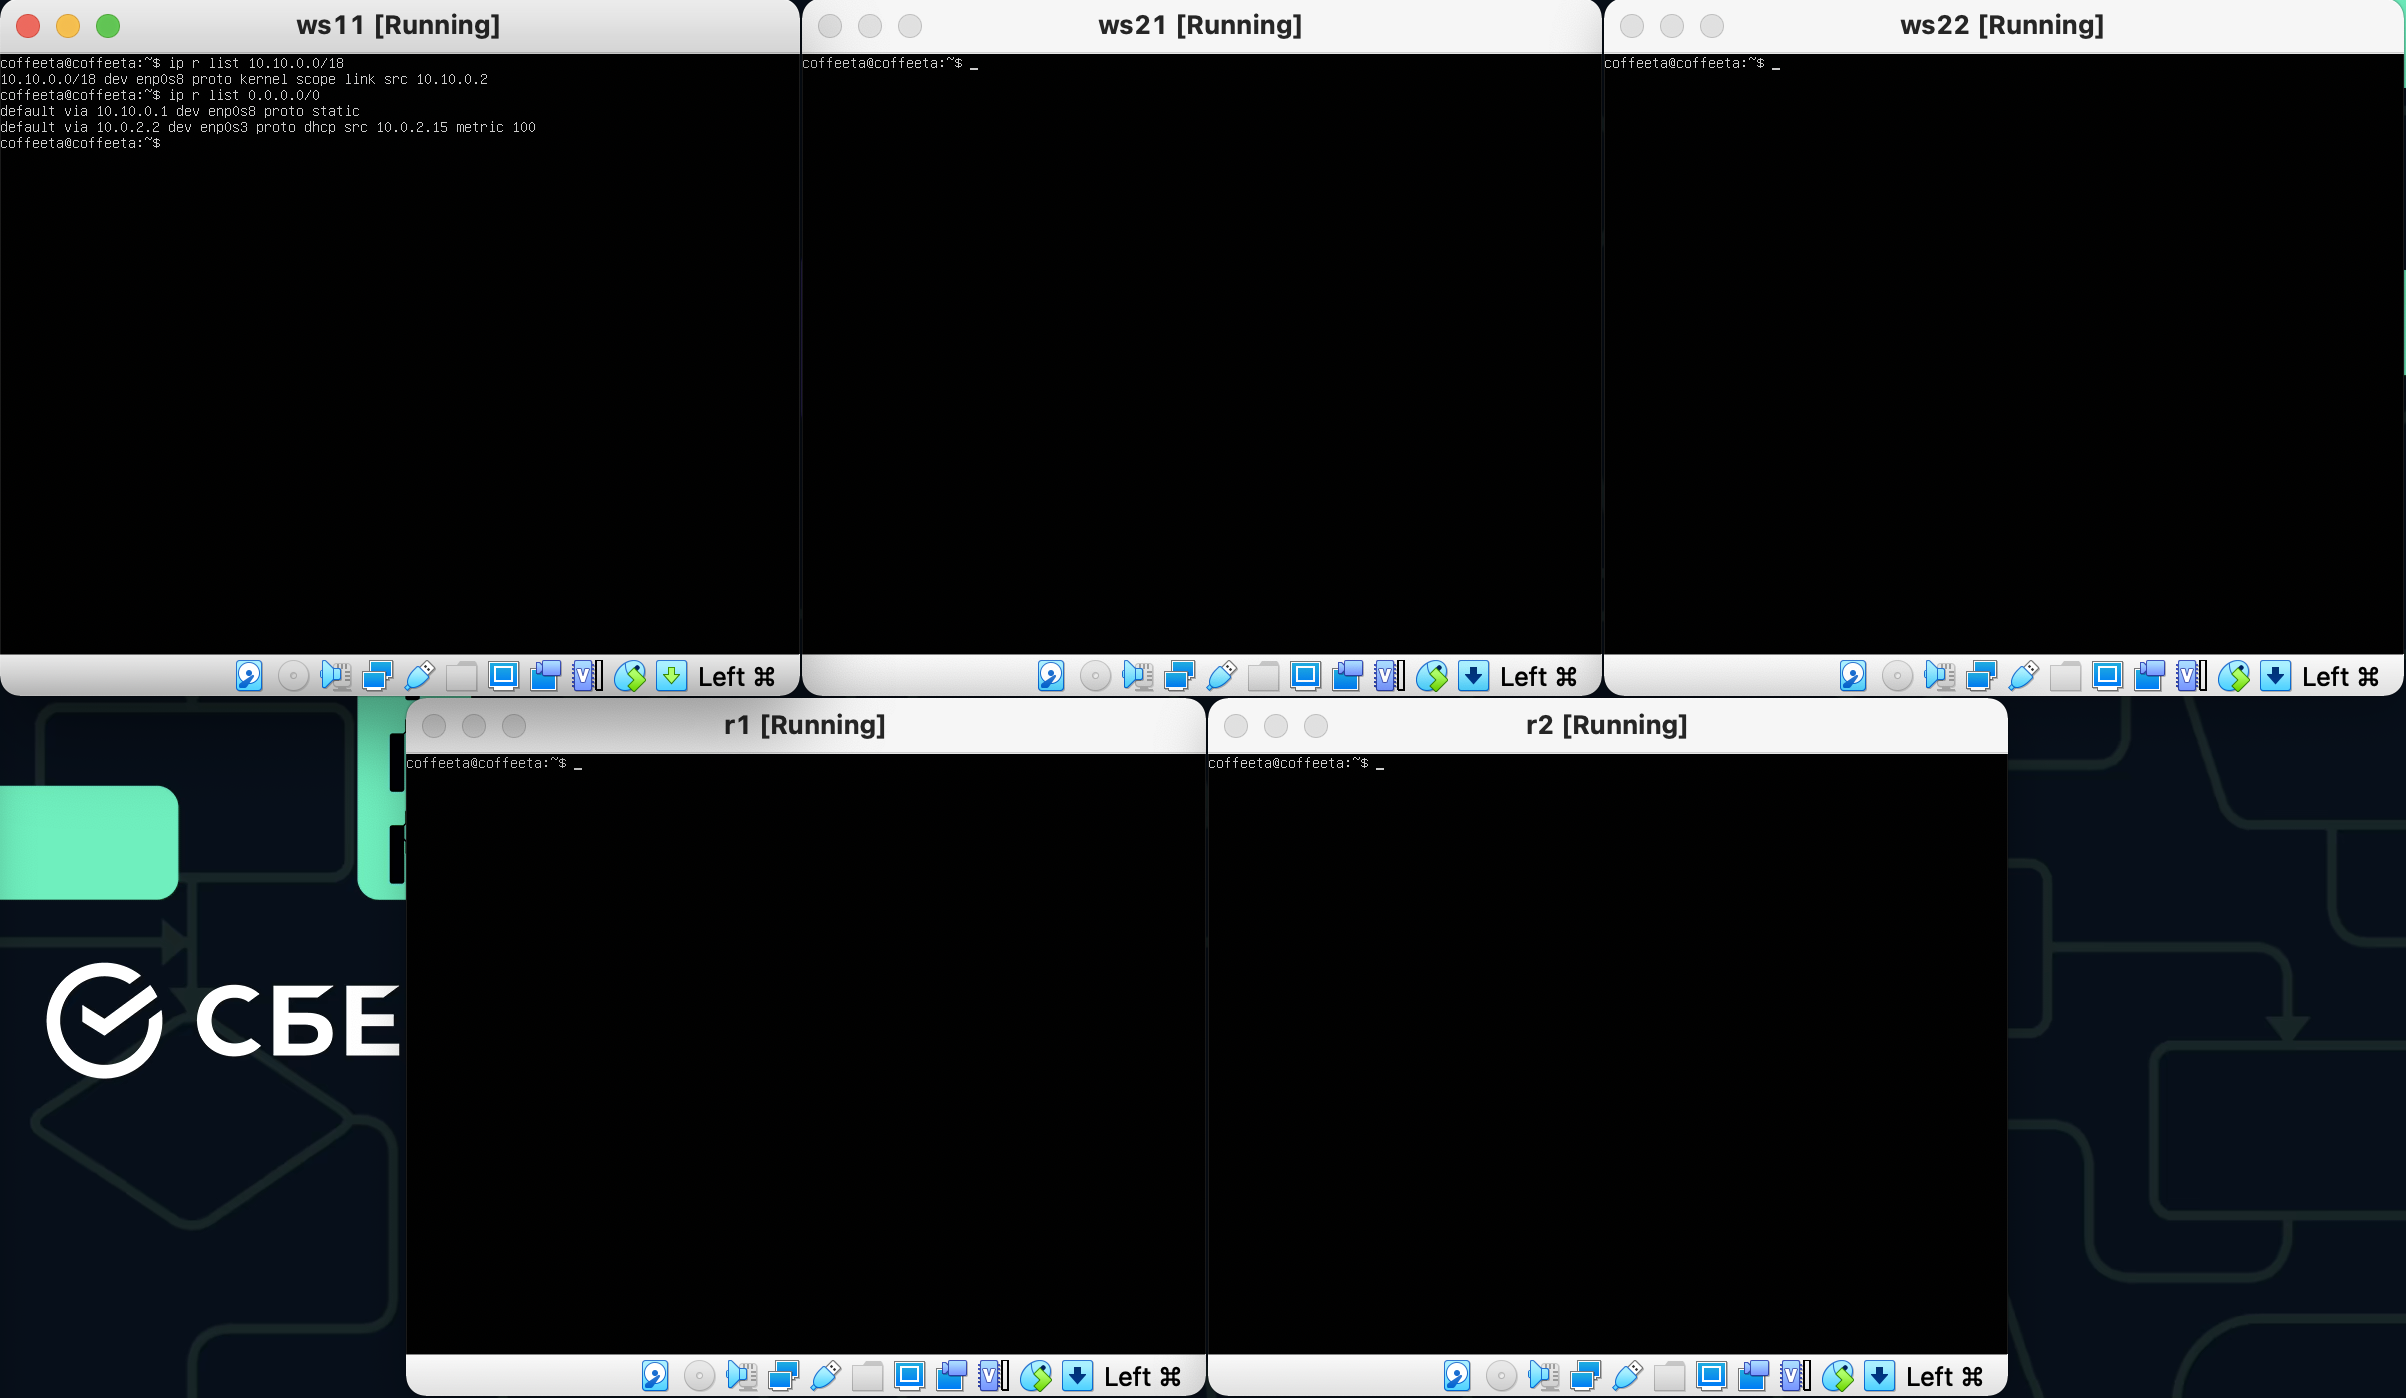 ws11 [Running]
coffeeta@coffeeta:~$ ip r list 10.10.0.0/18
10.10.0.0/18 dev enp0s8 proto kernel scope link src 10.10.0.2
coffeeta@coffeeta:~$ ip r list 0.0.0.0/0
default via 10.10.0.1 dev enp0s8 proto static
default via 10.0.2.2 dev enp0s3 proto dhcp src 10.0.2.15 metric 100
coffeeta@coffeeta:~$
Left ⌘
ws21 [Running]
coffeeta@coffeeta:~$ _
Left ⌘
ws22 [Running]
coffeeta@coffeeta:~$ _
Left ⌘
r1 [Running]
coffeeta@coffeeta:~$ _
Left ⌘
r2 [Running]
coffeeta@coffeeta:~$ _
Left ⌘
СБЕ